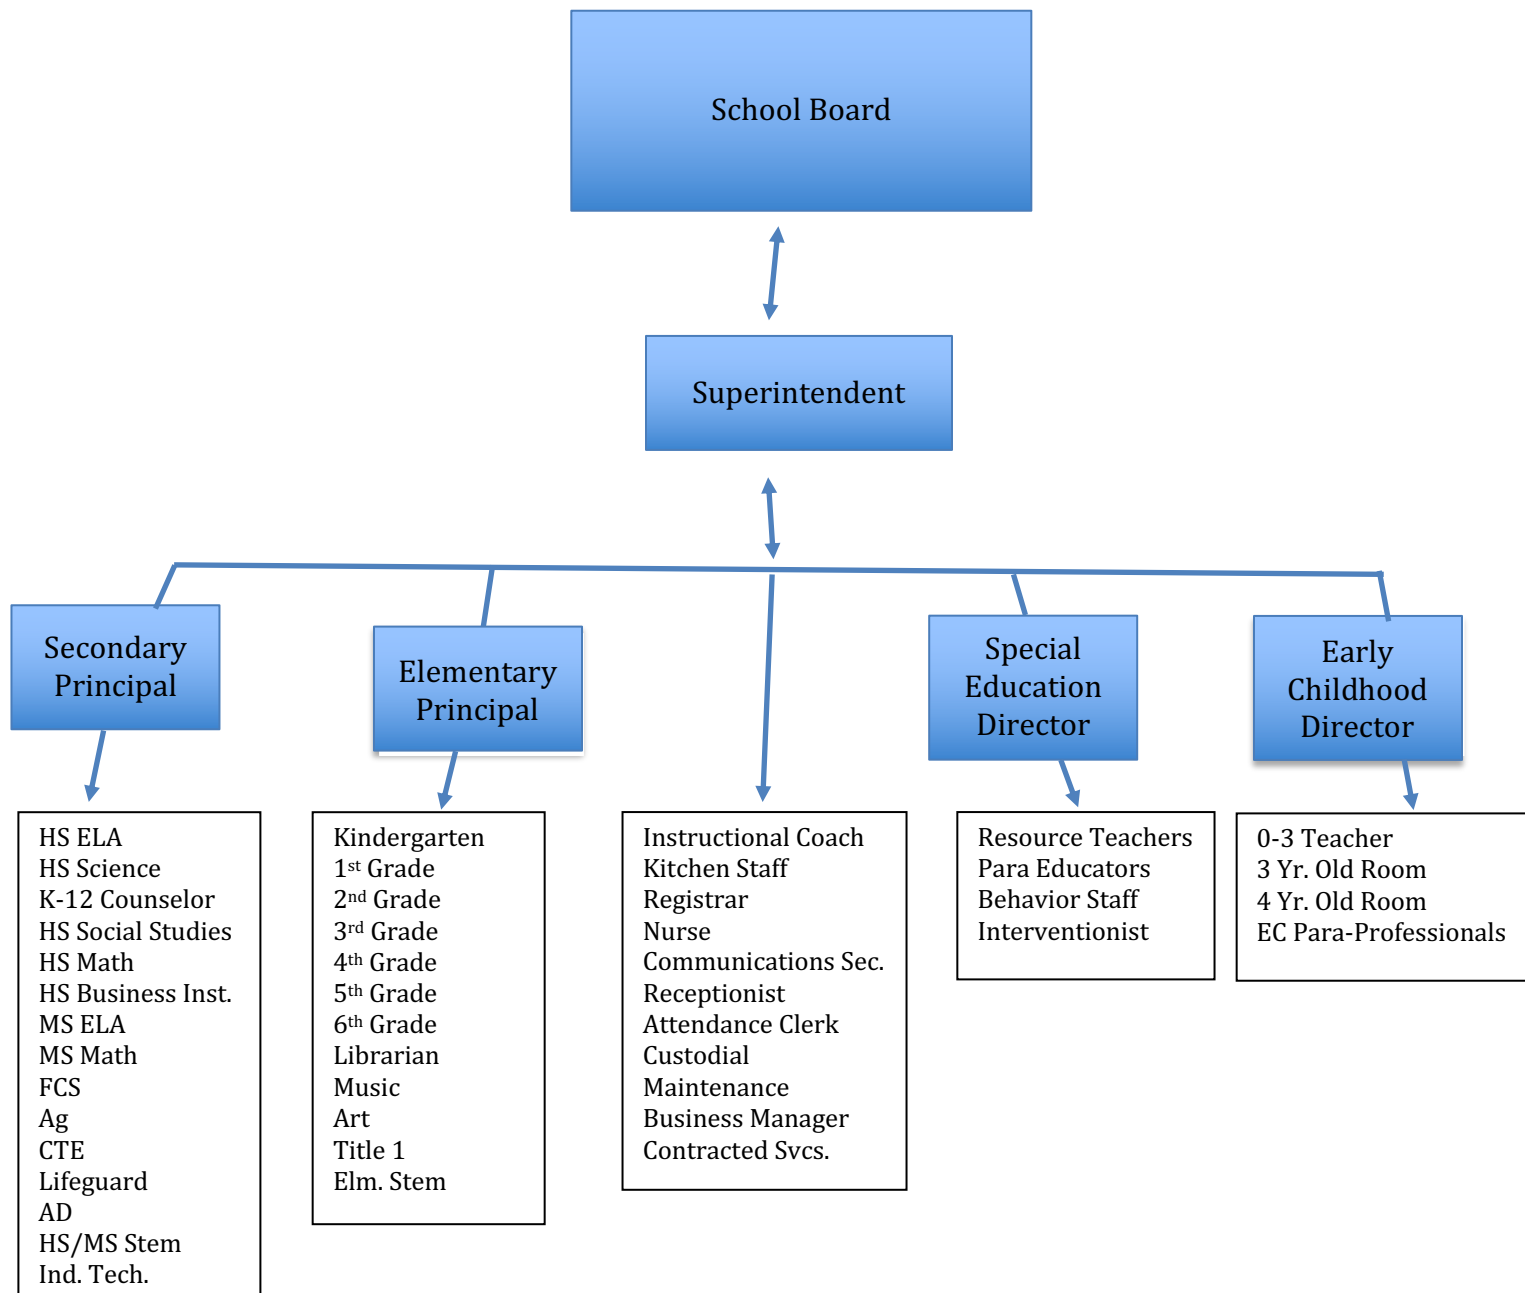 School Board
Superintendent
Secondary
Principal
Elementary
Principal
Special
Education
Director
Early
Childhood
Director
HS ELA
HS Science
K-12 Counselor
HS Social Studies
HS Math
HS Business Inst.
MS ELA
MS Math
FCS
Ag
CTE
Lifeguard
AD
HS/MS Stem
Ind. Tech.
Kindergarten
1st Grade
2nd Grade
3rd Grade
4th Grade
5th Grade
6th Grade
Librarian
Music
Art
Title 1
Elm. Stem
Instructional Coach
Kitchen Staff
Registrar
Nurse
Communications Sec.
Receptionist
Attendance Clerk
Custodial
Maintenance
Business Manager
Contracted Svcs.
Resource Teachers
Para Educators
Behavior Staff
Interventionist
0-3 Teacher
3 Yr. Old Room
4 Yr. Old Room
EC Para-Professionals